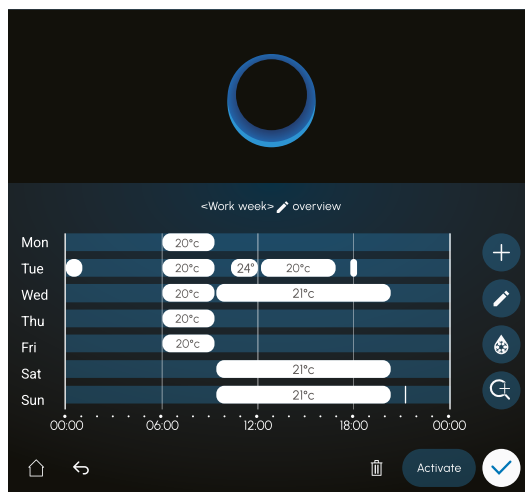 <Work week> overview
Mon 20°c
Tue 20°c 24° 20°c
Wed 20°c 21°c
Thu 20°c
Fri 20°c
Sat 21°c
Sun 21°c
00:00 06:00 12:00 18:00 00:00
Activate